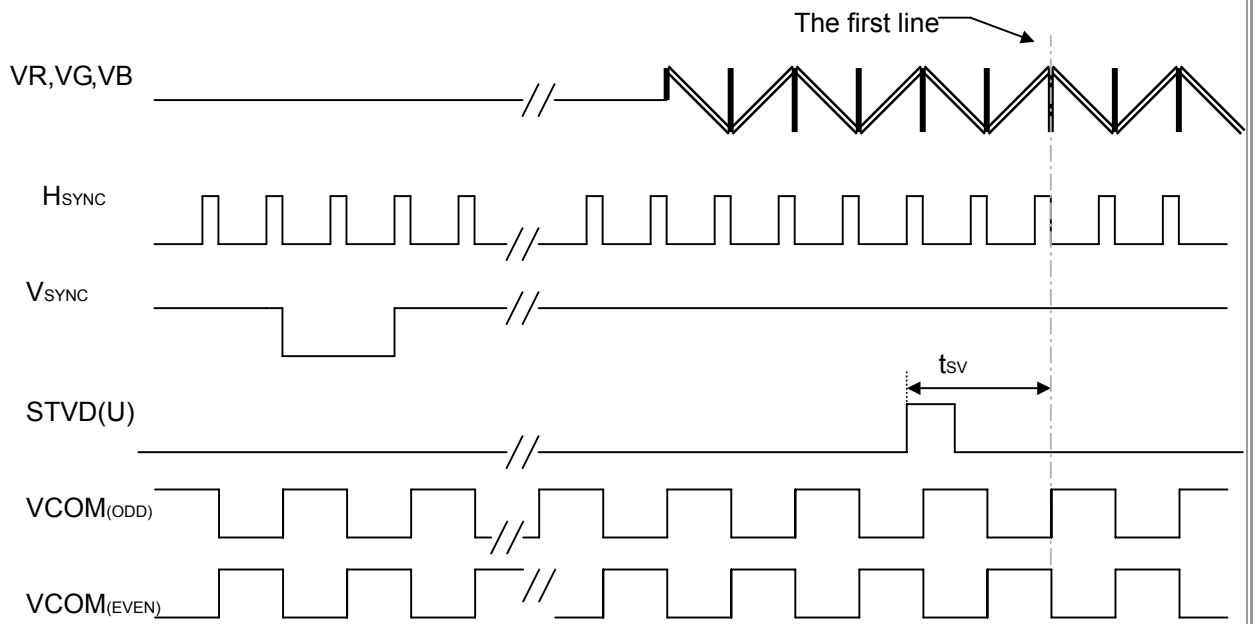 The first line
VR,VG,VB
HSYNC
VSYNC
tSV
STVD(U)
VCOM(ODD)
VCOM(EVEN)